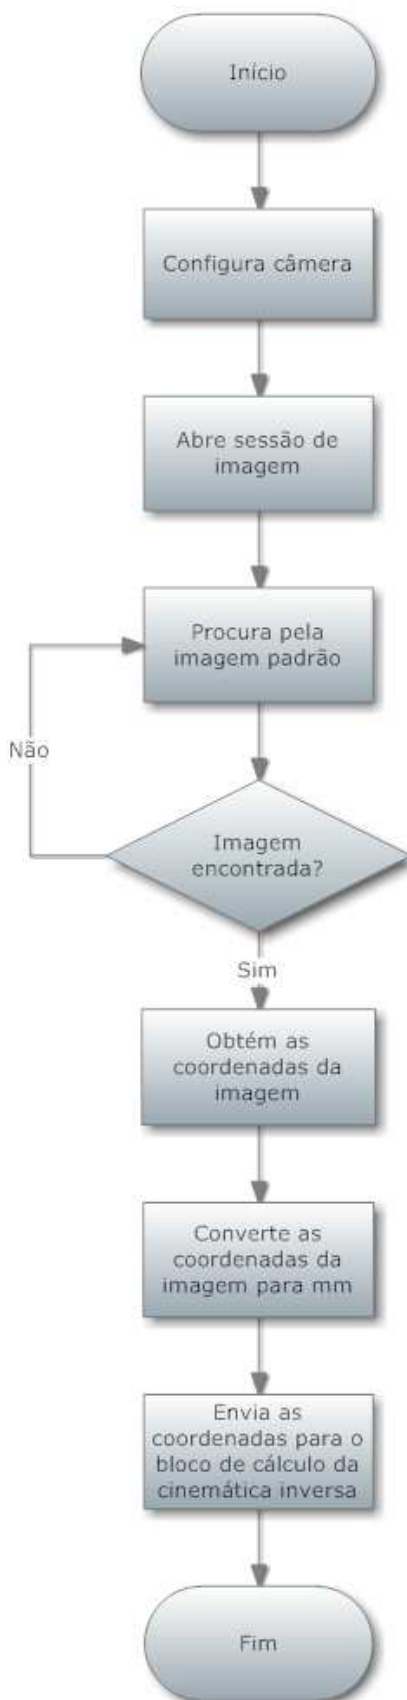 Início
Configura câmera
Abre sessão de
imagem
Procura pela
imagem padrão
Não
Imagem
encontrada?
Sim
Obtém as
coordenadas da
imagem
Converte as
coordenadas da
imagem para mm
Envia as
coordenadas para o
bloco de cálculo da
cinemática inversa
Fim